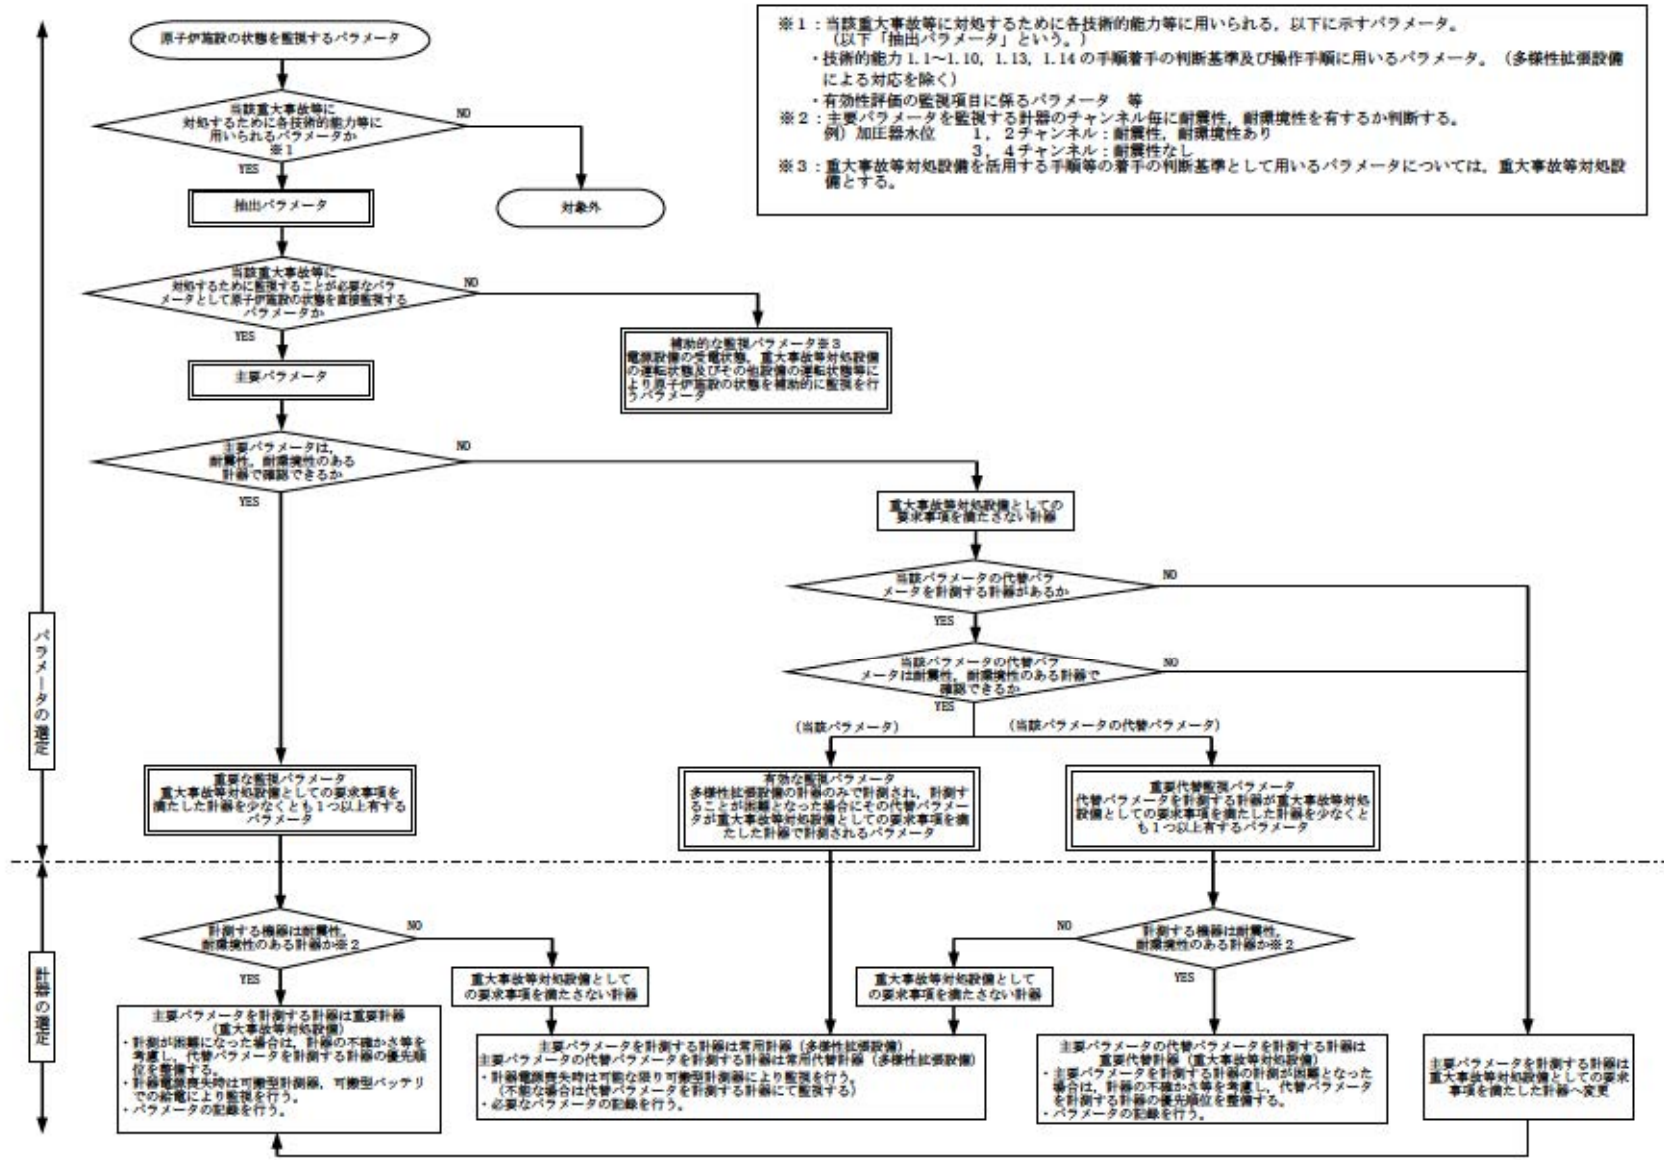 原子炉施設の状態を監視するパラメータ
当該重大事故等に
対処するために各技術的能力等に
用いられるパラメータか
※1
NO
YES
抽出パラメータ
対象外
※1：当該重大事故等に対処するために各技術的能力等に用いられる，以下に示すパラメータ。
（以下「抽出パラメータ」という。）
・技術的能力 1.1～1.10，1.13，1.14 の手順着手の判断基準及び操作手順に用いるパラメータ。（多様性拡張設備
による対応を除く）
・有効性評価の監視項目に係るパラメータ　等
※2：主要パラメータを監視する計器のチャンネル毎に耐震性，耐環境性を有するか判断する。
例）加圧器水位　1，2チャンネル：耐震性，耐環境性あり
3，4チャンネル：耐震性なし
※3：重大事故等対処設備を活用する手順等の着手の判断基準として用いるパラメータについては，重大事故等対処設
備とする。
当該重大事故等に
対処するために監視することが必要なパラ
メータとして原子炉施設の状態を直接監視する
パラメータか
NO
YES
主要パラメータ
補助的な監視パラメータ※3
電源設備の受電状態，重大事故等対処設備
の運転状態及びその他設備の運転状態等に
より原子炉施設の状態を補助的に監視を行
うパラメータ
主要パラメータは，
耐震性，耐環境性のある
計器で確認できるか
NO
YES
重大事故等対処設備としての
要求事項を満たさない計器
当該パラメータの代替パラ
メータを計測する計器があるか
NO
YES
当該パラメータの代替パラ
メータは耐震性，耐環境性のある計器で
確認できるか
NO
YES
（当該パラメータ）
（当該パラメータの代替パラメータ）
パラメータの選定
重要な監視パラメータ
重大事故等対処設備としての要求事項を
満たした計器を少なくとも1つ以上有する
パラメータ
有効な監視パラメータ
多様性拡張設備の計器のみで計測され，計測す
ることが困難となった場合にその代替パラメー
タが重大事故等対処設備としての要求事項を満
たした計器で計測されるパラメータ
重要代替監視パラメータ
代替パラメータを計測する計器が重大事故等対処
設備としての要求事項を満たした計器を少なくと
も1つ以上有するパラメータ
計器の選定
計測する機器は耐震性，
耐環境性のある計器か※2
NO
YES
重大事故等対処設備として
の要求事項を満たさない計器
計測する機器は耐震性，
耐環境性のある計器か※2
NO
YES
重大事故等対処設備として
の要求事項を満たさない計器
主要パラメータを計測する計器は重要計器
（重大事故等対処設備）
・計測が困難になった場合は，計器の不確かさ等を
考慮し，代替パラメータを計測する計器の優先順
位を整備する。
・計器電源喪失時は可搬型計測器，可搬型バッテリ
での給電により監視を行う。
・パラメータの記録を行う。
主要パラメータを計測する計器は常用計器（多様性拡張設備），
主要パラメータの代替パラメータを計測する計器は常用代替計器（多様性拡張設備）
・計器電源喪失時は可能な限り可搬型計測器により監視を行う。
（不能な場合は代替パラメータを計測する計器にて監視する）
・必要なパラメータの記録を行う。
主要パラメータの代替パラメータを計測する計器は
重要代替計器（重大事故等対処設備）
・主要パラメータを計測する計器の計測が困難となった
場合は，計器の不確かさ等を考慮し，代替パラメータ
を計測する計器の優先順位を整備する。
・パラメータの記録を行う。
主要パラメータを計測する計器は
重大事故等対処設備としての要求
事項を満たした計器へ変更